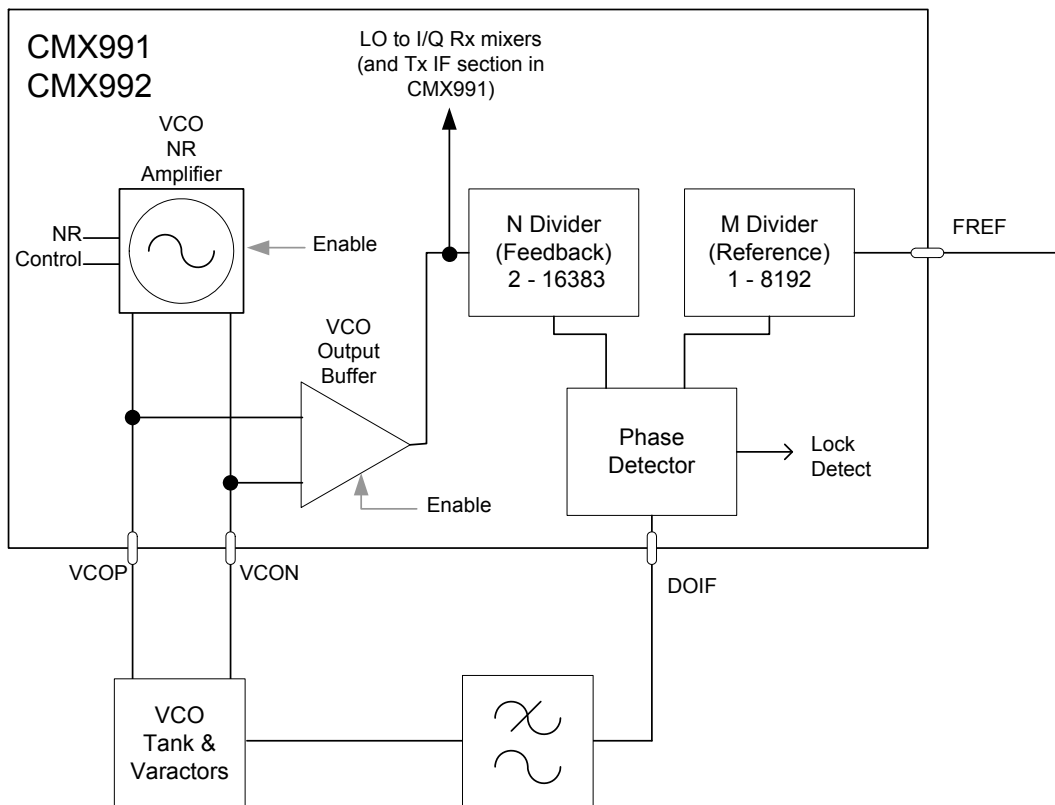 CMX991
CMX992
LO to I/Q Rx mixers
(and Tx IF section in
CMX991)
VCO
NR
Amplifier
NR
Control
Enable
N Divider
(Feedback)
2 - 16383
M Divider
(Reference)
1 - 8192
FREF
VCO
Output
Buffer
Enable
Phase
Detector
Lock
Detect
VCOP
VCON
DOIF
VCO
Tank &
Varactors